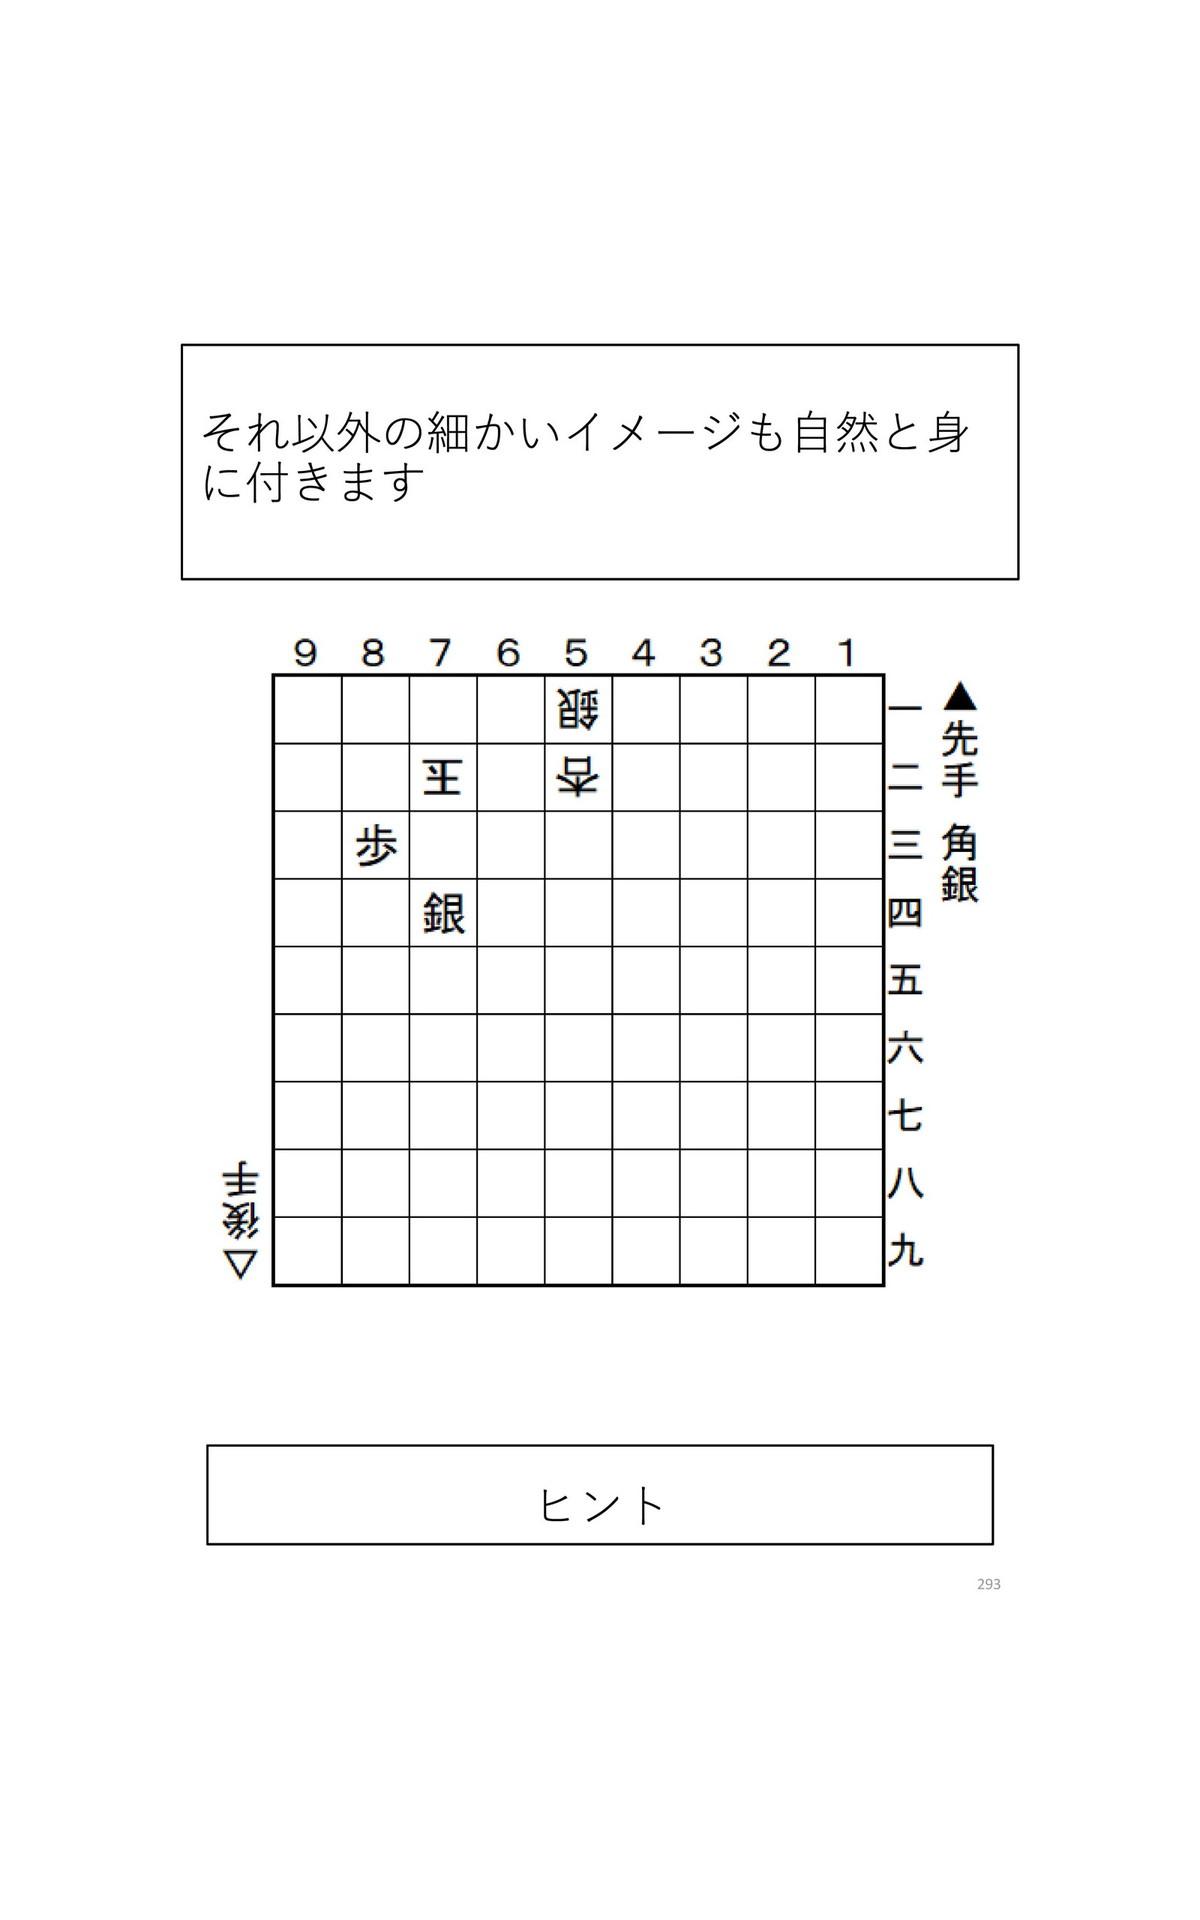 それ以外の細かいイメージも自然と身
に付きます
9 8 7 6 5 4 3 2 1
銀 一
王 杏 二
歩 三
銀 四
五
六
七
八
九
▲先手 角銀
△後手
ヒント
293